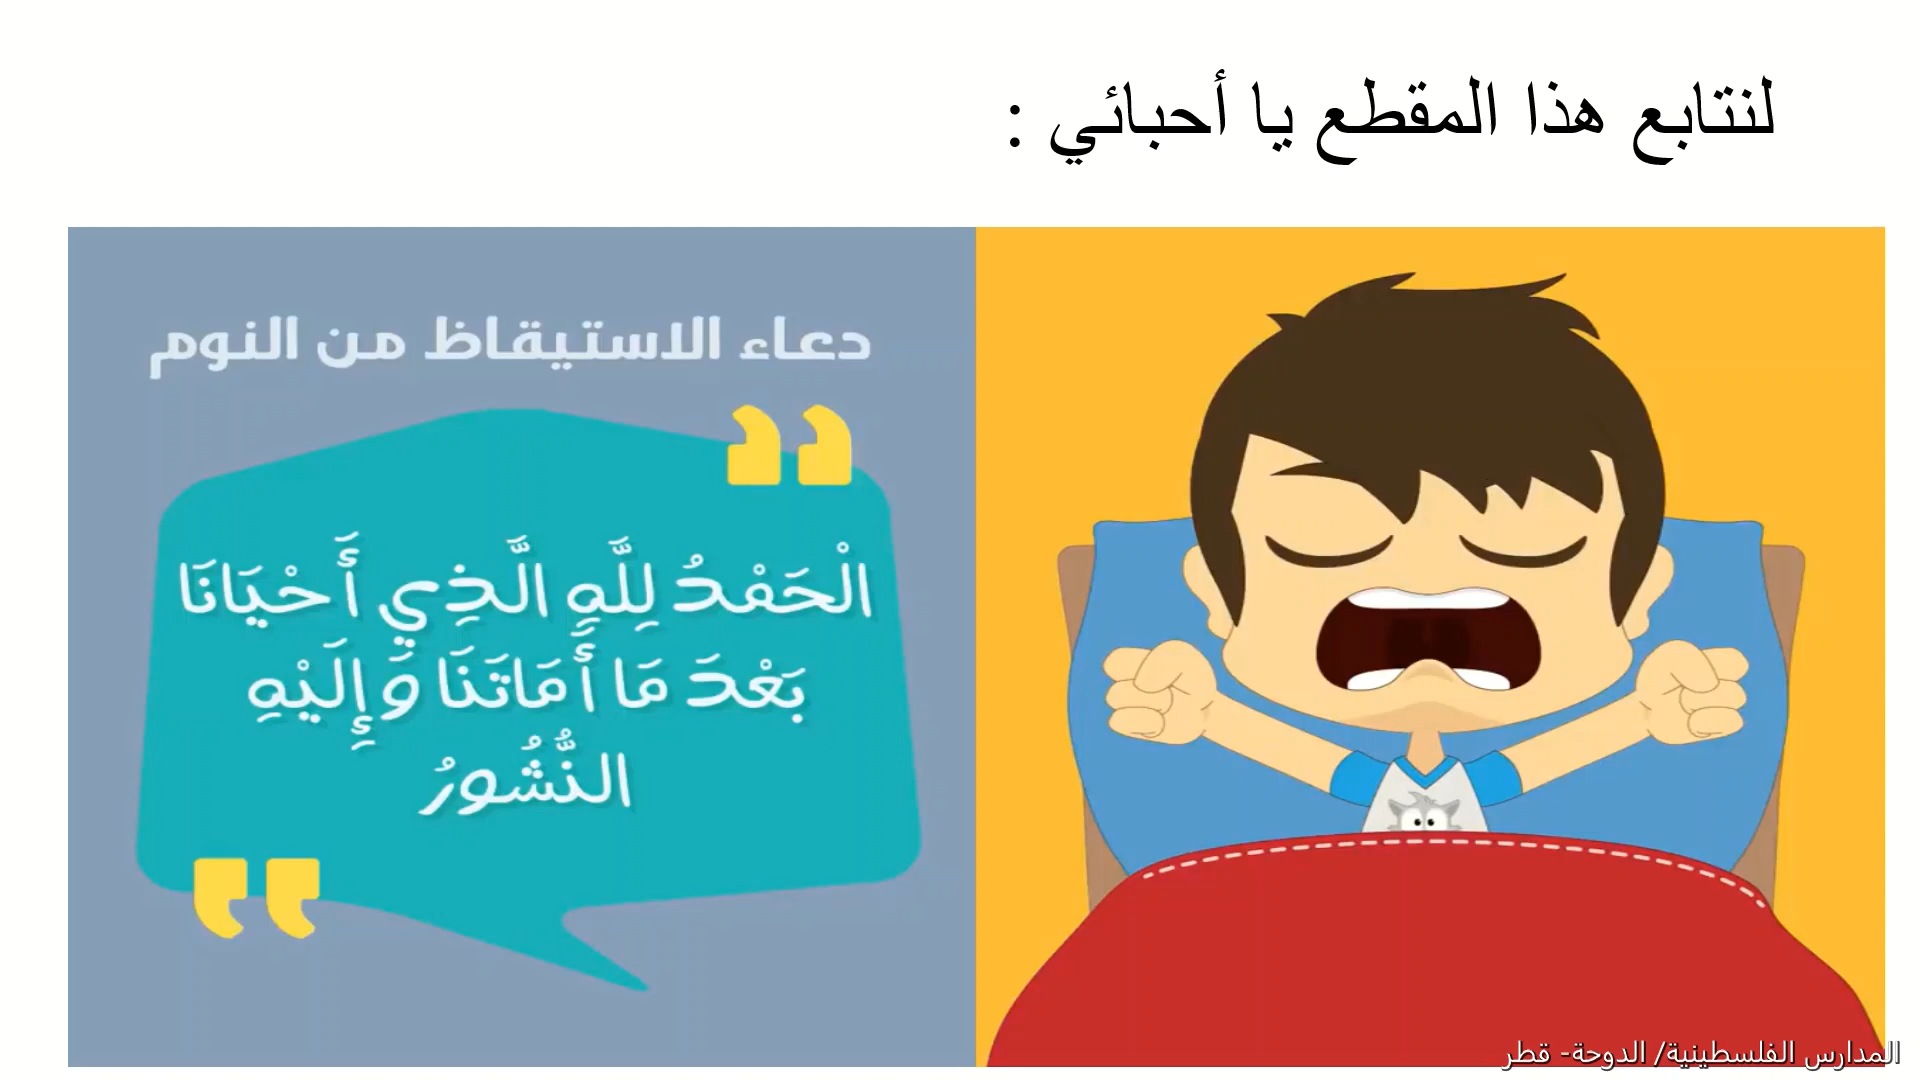 لنتابع هذا المقطع يا أحبائي :
دعاء الاستيقاظ من النوم
الْحَمْدُ لِلَّهِ الَّذِي أَحْيَانَا
بَعْدَ مَا أَمَاتَنَا وَإِلَيْهِ
النُّشُورُ
المدارس الفلسطينية/ الدوحة- قطر